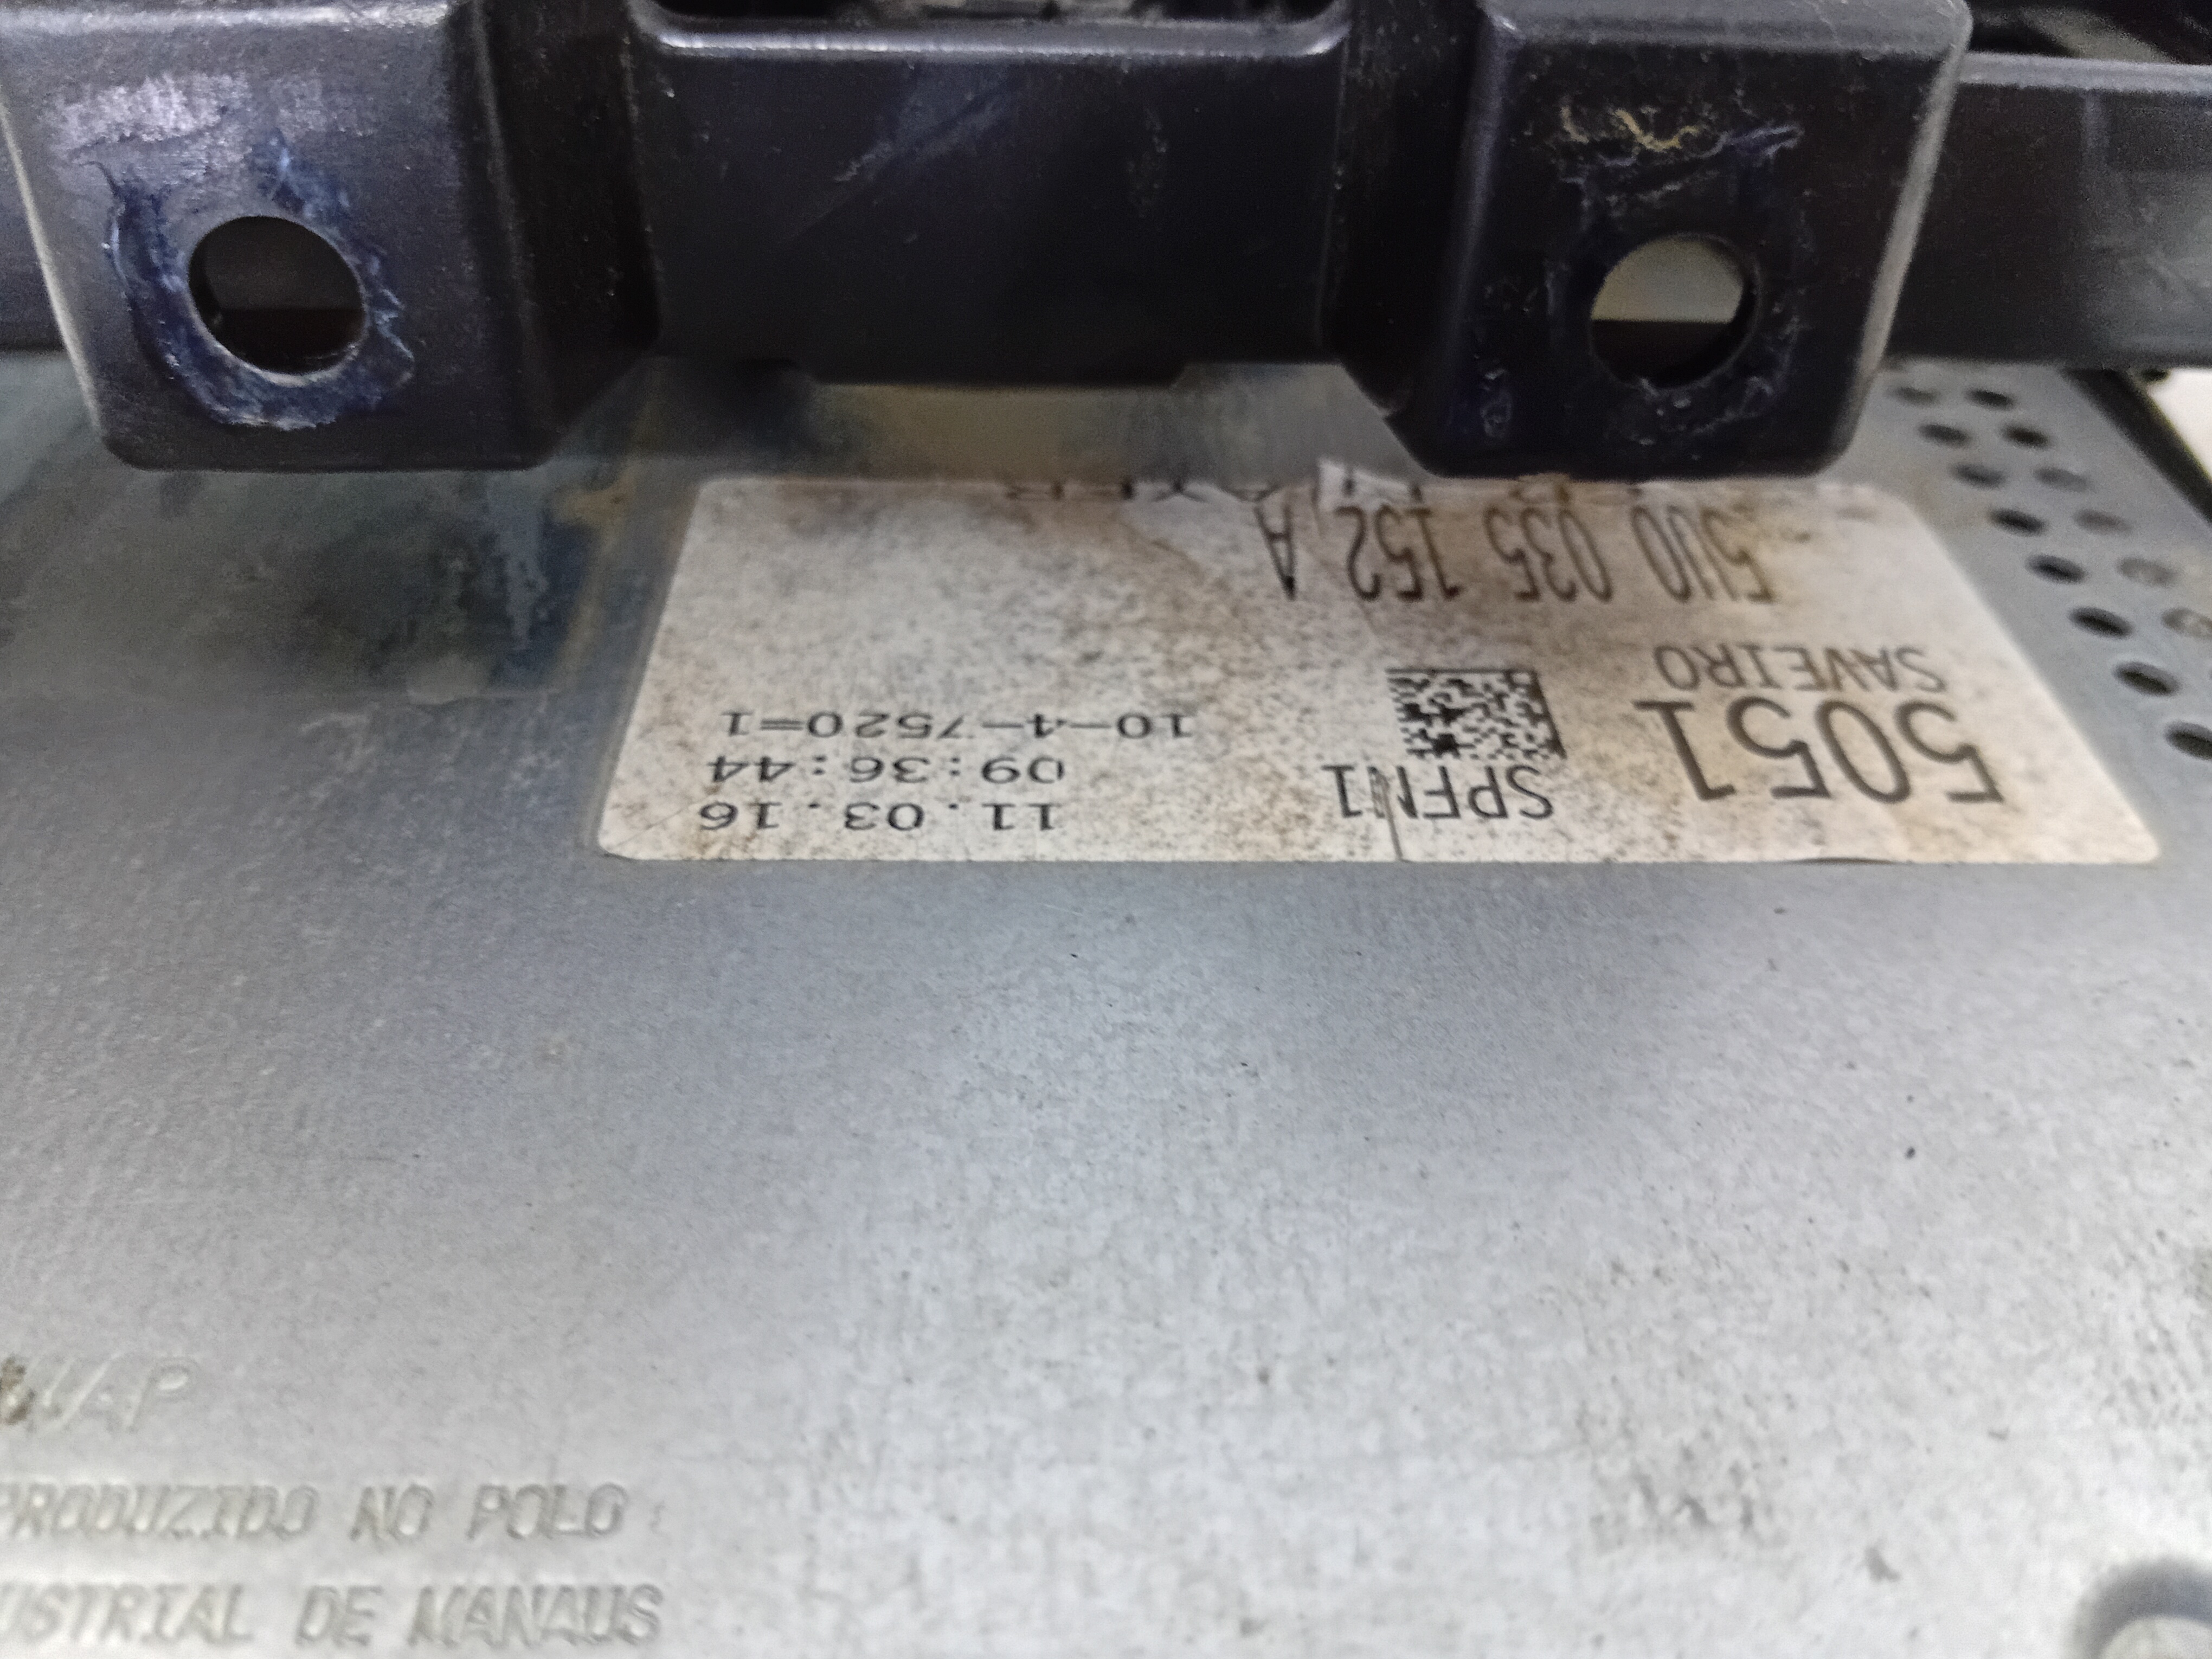 11.03.16
09:36:44
10-4-7520=1
5051
SPFN1
SAVEIRO
5U0 035 152 A
PRODUZIDO NO POLO
DE MANAUS